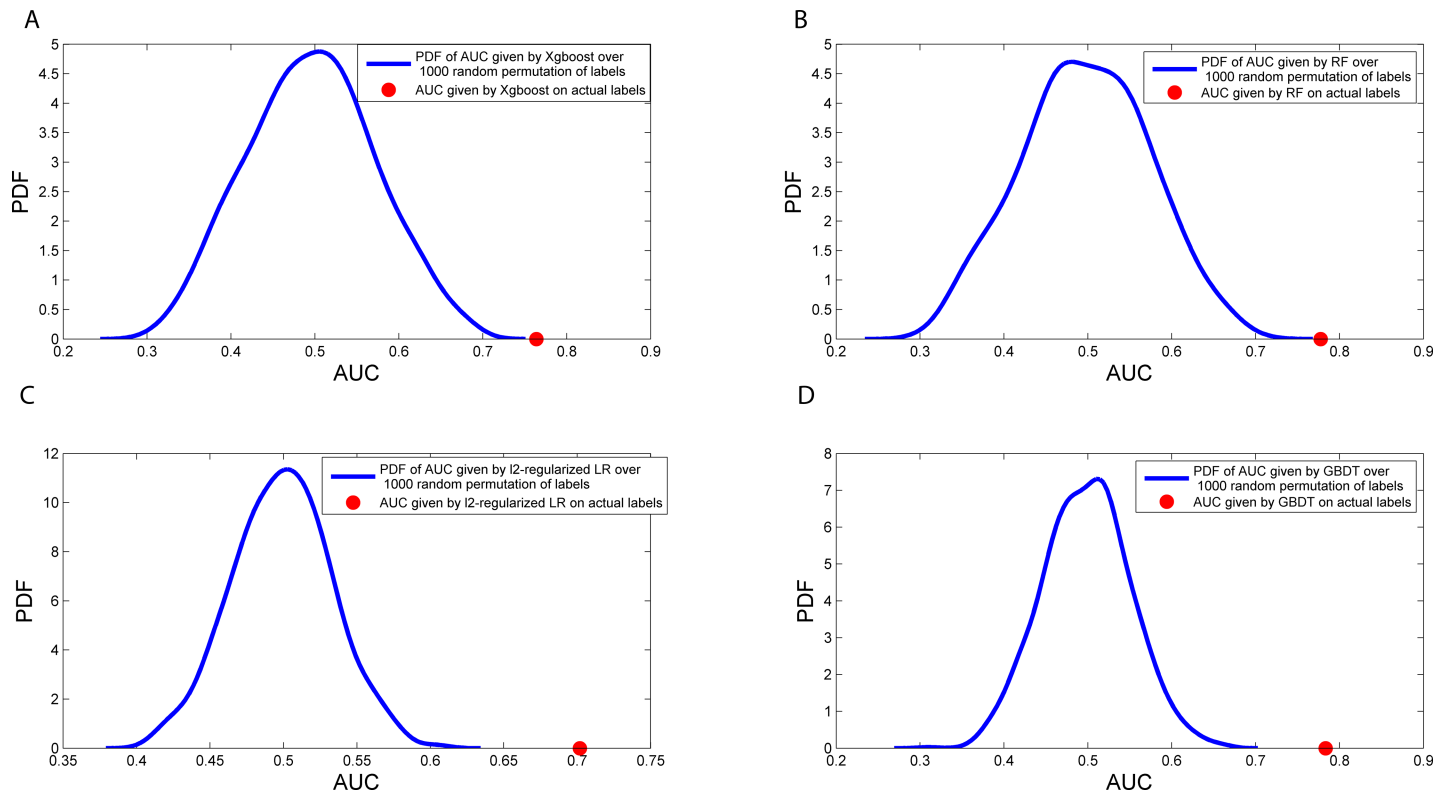 A
PDF of AUC given by Xgboost over
1000 random permutation of labels
AUC given by Xgboost on actual labels
5
4.5
4
3.5
3
2.5
2
1.5
1
0.5
0
PDF
0.2 0.3 0.4 0.5 0.6 0.7 0.8 0.9
AUC
B
PDF of AUC given by RF over
1000 random permutation of labels
AUC given by RF on actual labels
5
4.5
4
3.5
3
2.5
2
1.5
1
0.5
0
PDF
0.2 0.3 0.4 0.5 0.6 0.7 0.8 0.9
AUC
C
PDF of AUC given by l2-regularized LR over
1000 random permutation of labels
AUC given by l2-regularized LR on actual labels
12
10
8
6
4
2
0
PDF
0.35 0.4 0.45 0.5 0.55 0.6 0.65 0.7 0.75
AUC
D
PDF of AUC given by GBDT over
1000 random permutation of labels
AUC given by GBDT on actual labels
8
7
6
5
4
3
2
1
0
PDF
0.2 0.3 0.4 0.5 0.6 0.7 0.8 0.9
AUC